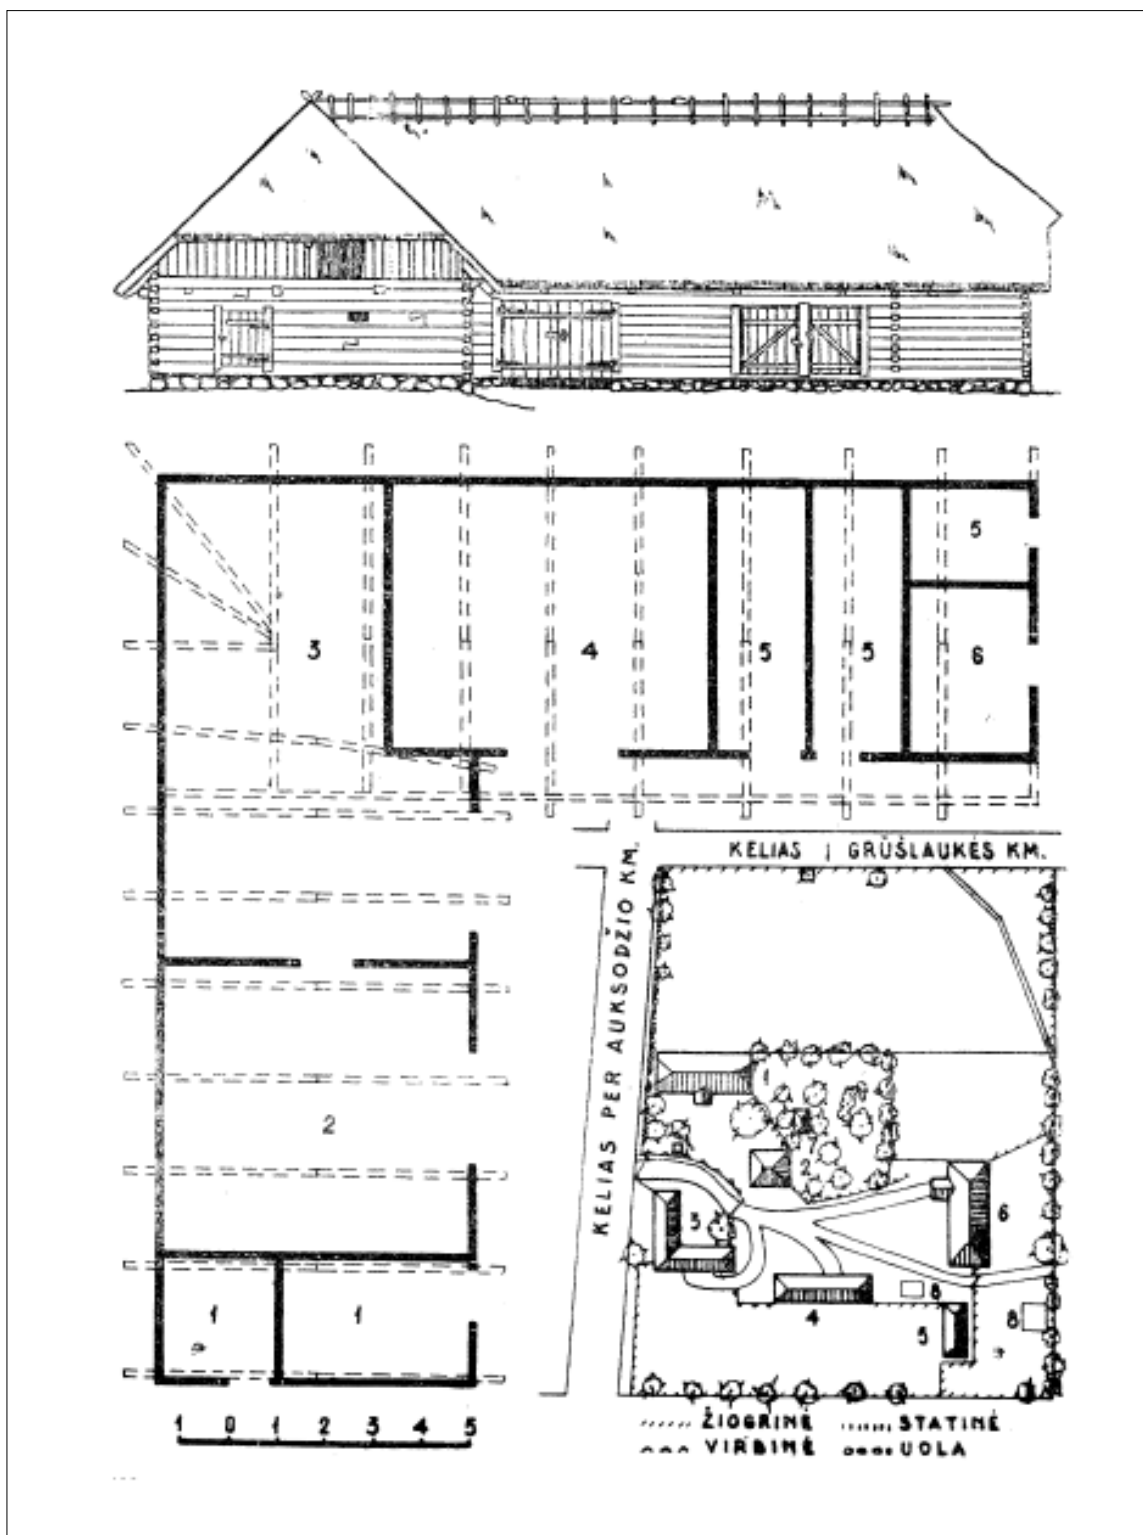 5
3 4 5 5 6
KELIAS Į GRŪŠLAUKĖS KM.
KELIAS PER AUKSODŽIO KM.
1
2
2
3 6
8
4 5 8
1 1
1 0 1 2 3 4 5
ŽIOGRINĖ STATINĖ
VIRBINĖ UOLA